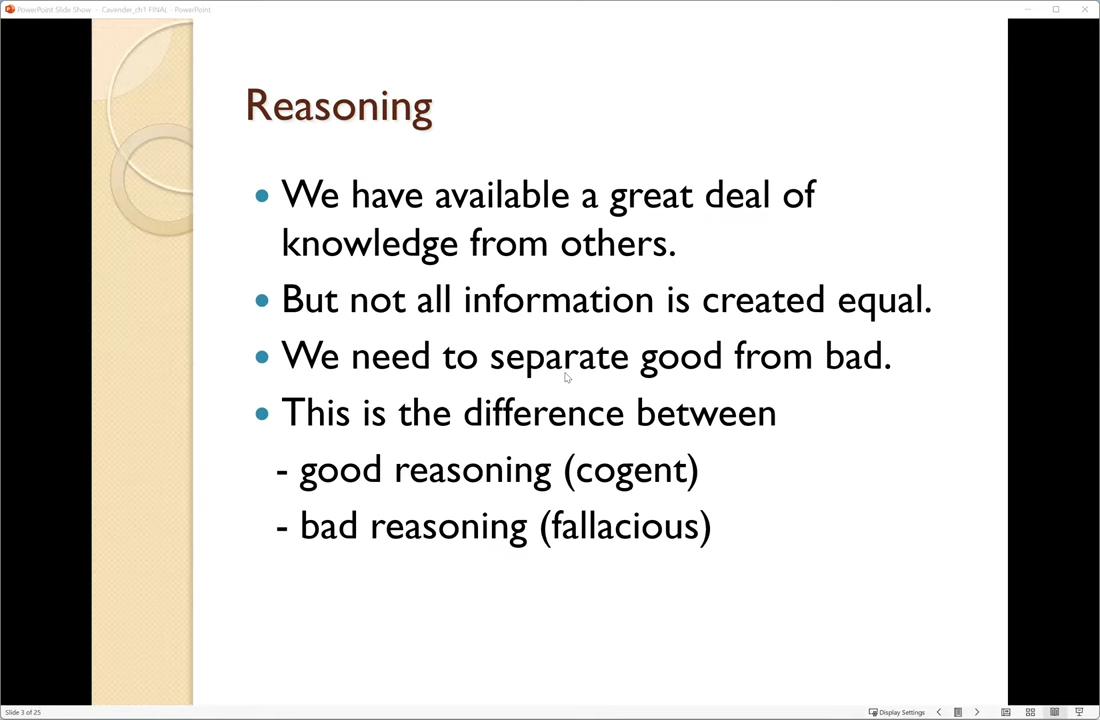 PowerPoint Slide Show - Cavender_ch1 FINAL - PowerPoint
Reasoning
• We have available a great deal of
knowledge from others.
• But not all information is created equal.
• We need to separate good from bad.
• This is the difference between
- good reasoning (cogent)
- bad reasoning (fallacious)
Slide 3 of 25
Display Settings